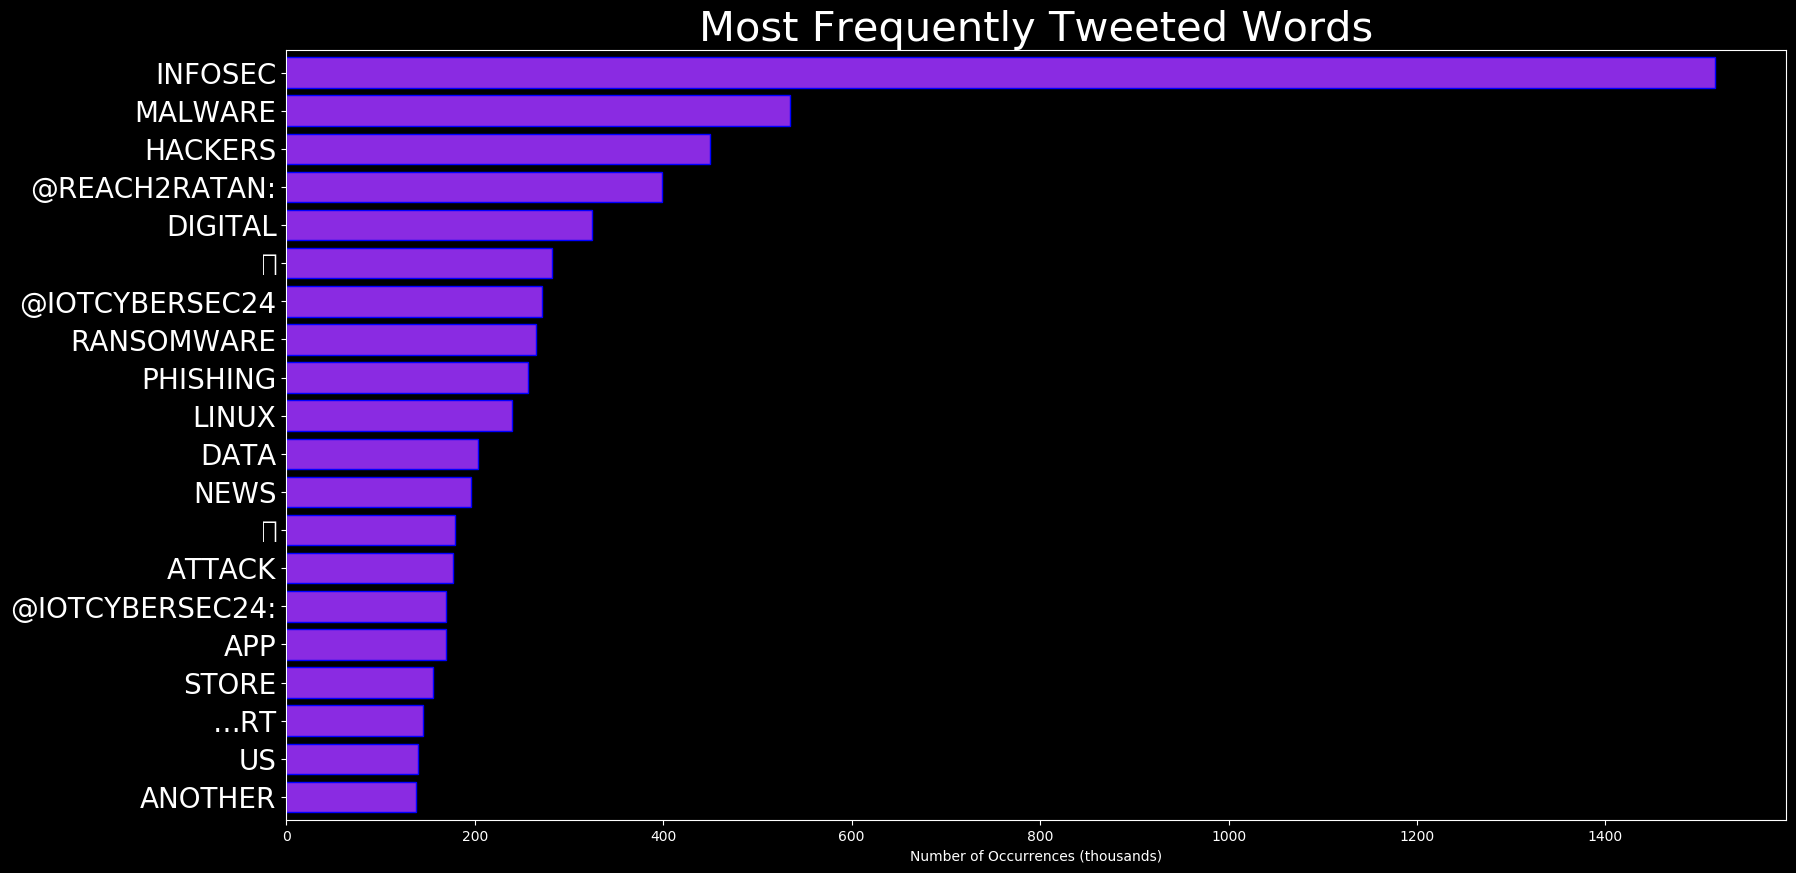 Most Frequently Tweeted Words
INFOSEC
MALWARE
HACKERS
@REACH2RATAN:
DIGITAL
@IOTCYBERSEC24
RANSOMWARE
PHISHING
LINUX
DATA
NEWS
ATTACK
@IOTCYBERSEC24:
APP
STORE
…RT
US
ANOTHER
0 200 400 600 800 1000 1200 1400
Number of Occurrences (thousands)